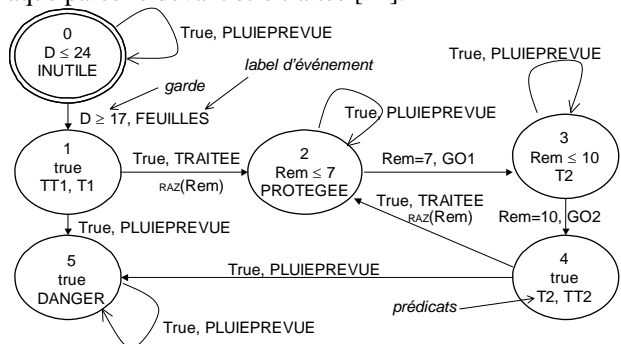 True, PLUIEPREVUE
0
D ≤ 24
INUTILE
label d'événement
garde
True, PLUIEPREVUE
D ≥ 17, FEUILLES
True, PLUIEPREVUE
1
true
TT1, T1
True, TRAITEE
RAZ(Rem)
2
Rem ≤ 7
PROTEGEE
Rem=7, GO1
3
Rem ≤ 10
T2
True, TRAITEE
RAZ(Rem)
Rem=10, GO2
True, PLUIEPREVUE
5
true
DANGER
True, PLUIEPREVUE
4
true
T2, TT2
prédicats
True, PLUIEPREVUE